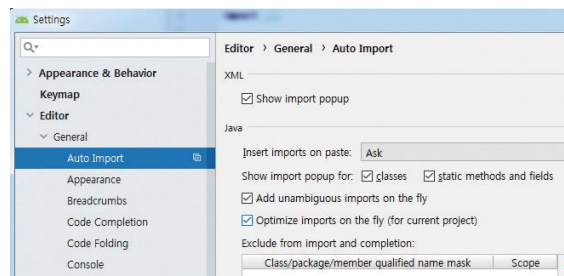 Settings
Editor > General > Auto Import
Appearance & Behavior
Keymap
Editor
General
Auto Import
Appearance
Breadcrumbs
Code Completion
Code Folding
Console
XML
Show import popup
Java
Insert imports on paste: Ask
Show import popup for: classes static methods and fields
Add unambiguous imports on the fly
Optimize imports on the fly (for current project)
Exclude from import and completion:
Class/package/member qualified name mask Scope